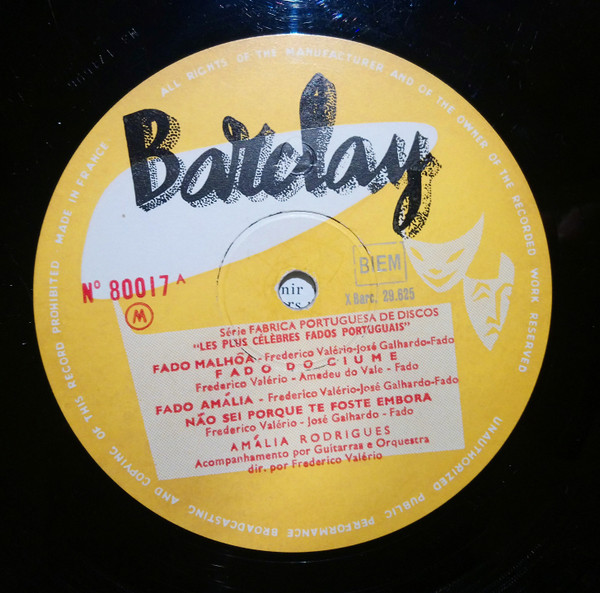 ALL RIGHTS OF THE MANUFACTURER AND OF THE OWNER OF THE RECORDED WORK RESERVED
UNAUTHORIZED PUBLIC PERFORMANCE BROADCASTING AND COPYING OF THIS RECORD PROHIBITED
MADE IN FRANCE
Barclay
Nº 80017 A
M
BIEM
X Barc. 29.625
nir
rs
Série FABRICA PORTUGUESA DE DISCOS
"LES PLUS CÉLÈBRES FADOS PORTUGUAIS"
FADO MALHÔA - Frederico Valério-José Galhardo-Fado
FADO DO CIUME
Frederico Valério - Amedeu do Vale - Fado
FADO AMÁLIA - Frederico Valério-José Galhardo-Fado
NÃO SEI PORQUE TE FOSTE EMBORA
Frederico Valério - José Galhardo - Fado
AMÁLIA RODRIGUES
Acompanhamento por Guitarras e Orquestra
dir. por Frederico Valério